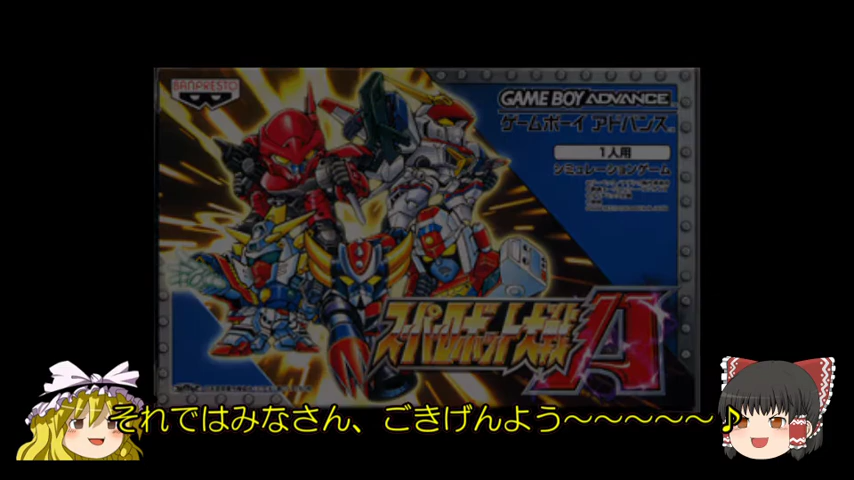 BANPRESTO
GAME BOY ADVANCE
ゲームボーイ アドバンス
1人用
シミュレーションゲーム
スーパーロボット大戦A
それではみなさん、ごきげんよう～～～～～♪